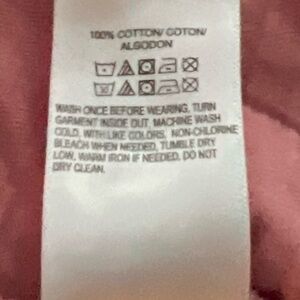 100% COTTON/ COTON/
ALGODON
WASH ONCE BEFORE WEARING. TURN
GARMENT INSIDE OUT. MACHINE WASH
COLD, WITH LIKE COLORS. NON-CHLORINE
BLEACH WHEN NEEDED, TUMBLE DRY
LOW, WARM IRON IF NEEDED. DO NOT
DRY CLEAN.